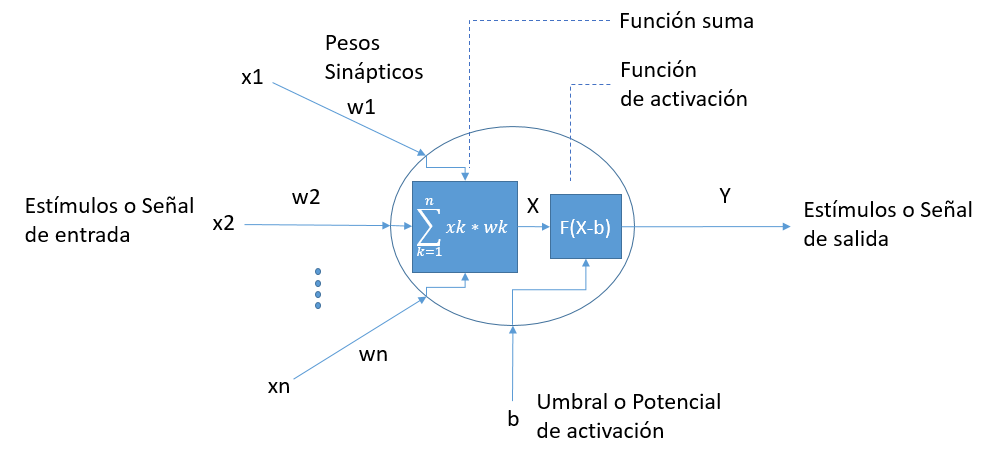 Función suma
Pesos
Sinápticos
Función
de activación
x1
w1
w2
Estímulos o Señal
de entrada
x2
n
∑ xk ∗ wk
k=1
X
F(X-b)
Y
Estímulos o Señal
de salida
wn
xn
b
Umbral o Potencial
de activación